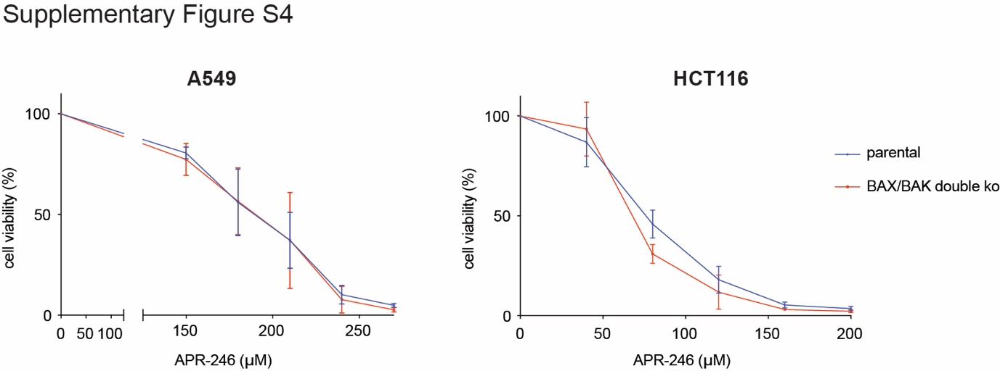 Supplementary Figure S4
A549
HCT116
100
50
0
cell viability (%)
0 50 100 150 200 250
APR-246 (µM)
100
50
0
cell viability (%)
0 50 100 150 200
APR-246 (µM)
parental
BAX/BAK double ko